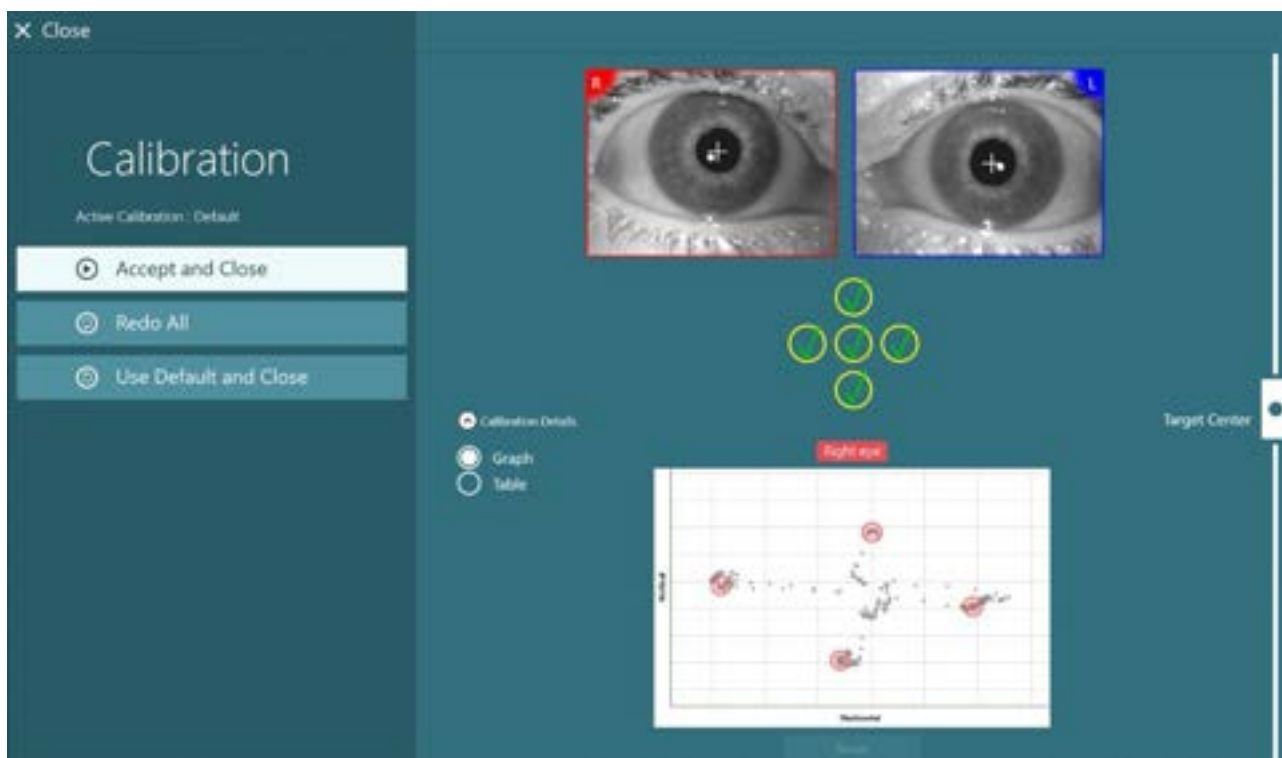 Close
Calibration
Active Calibration : Default
Accept and Close
Redo All
Use Default and Close
R
L
Calibration Details
Graph
Table
Target Center
Right eye
Vertical
Horizontal